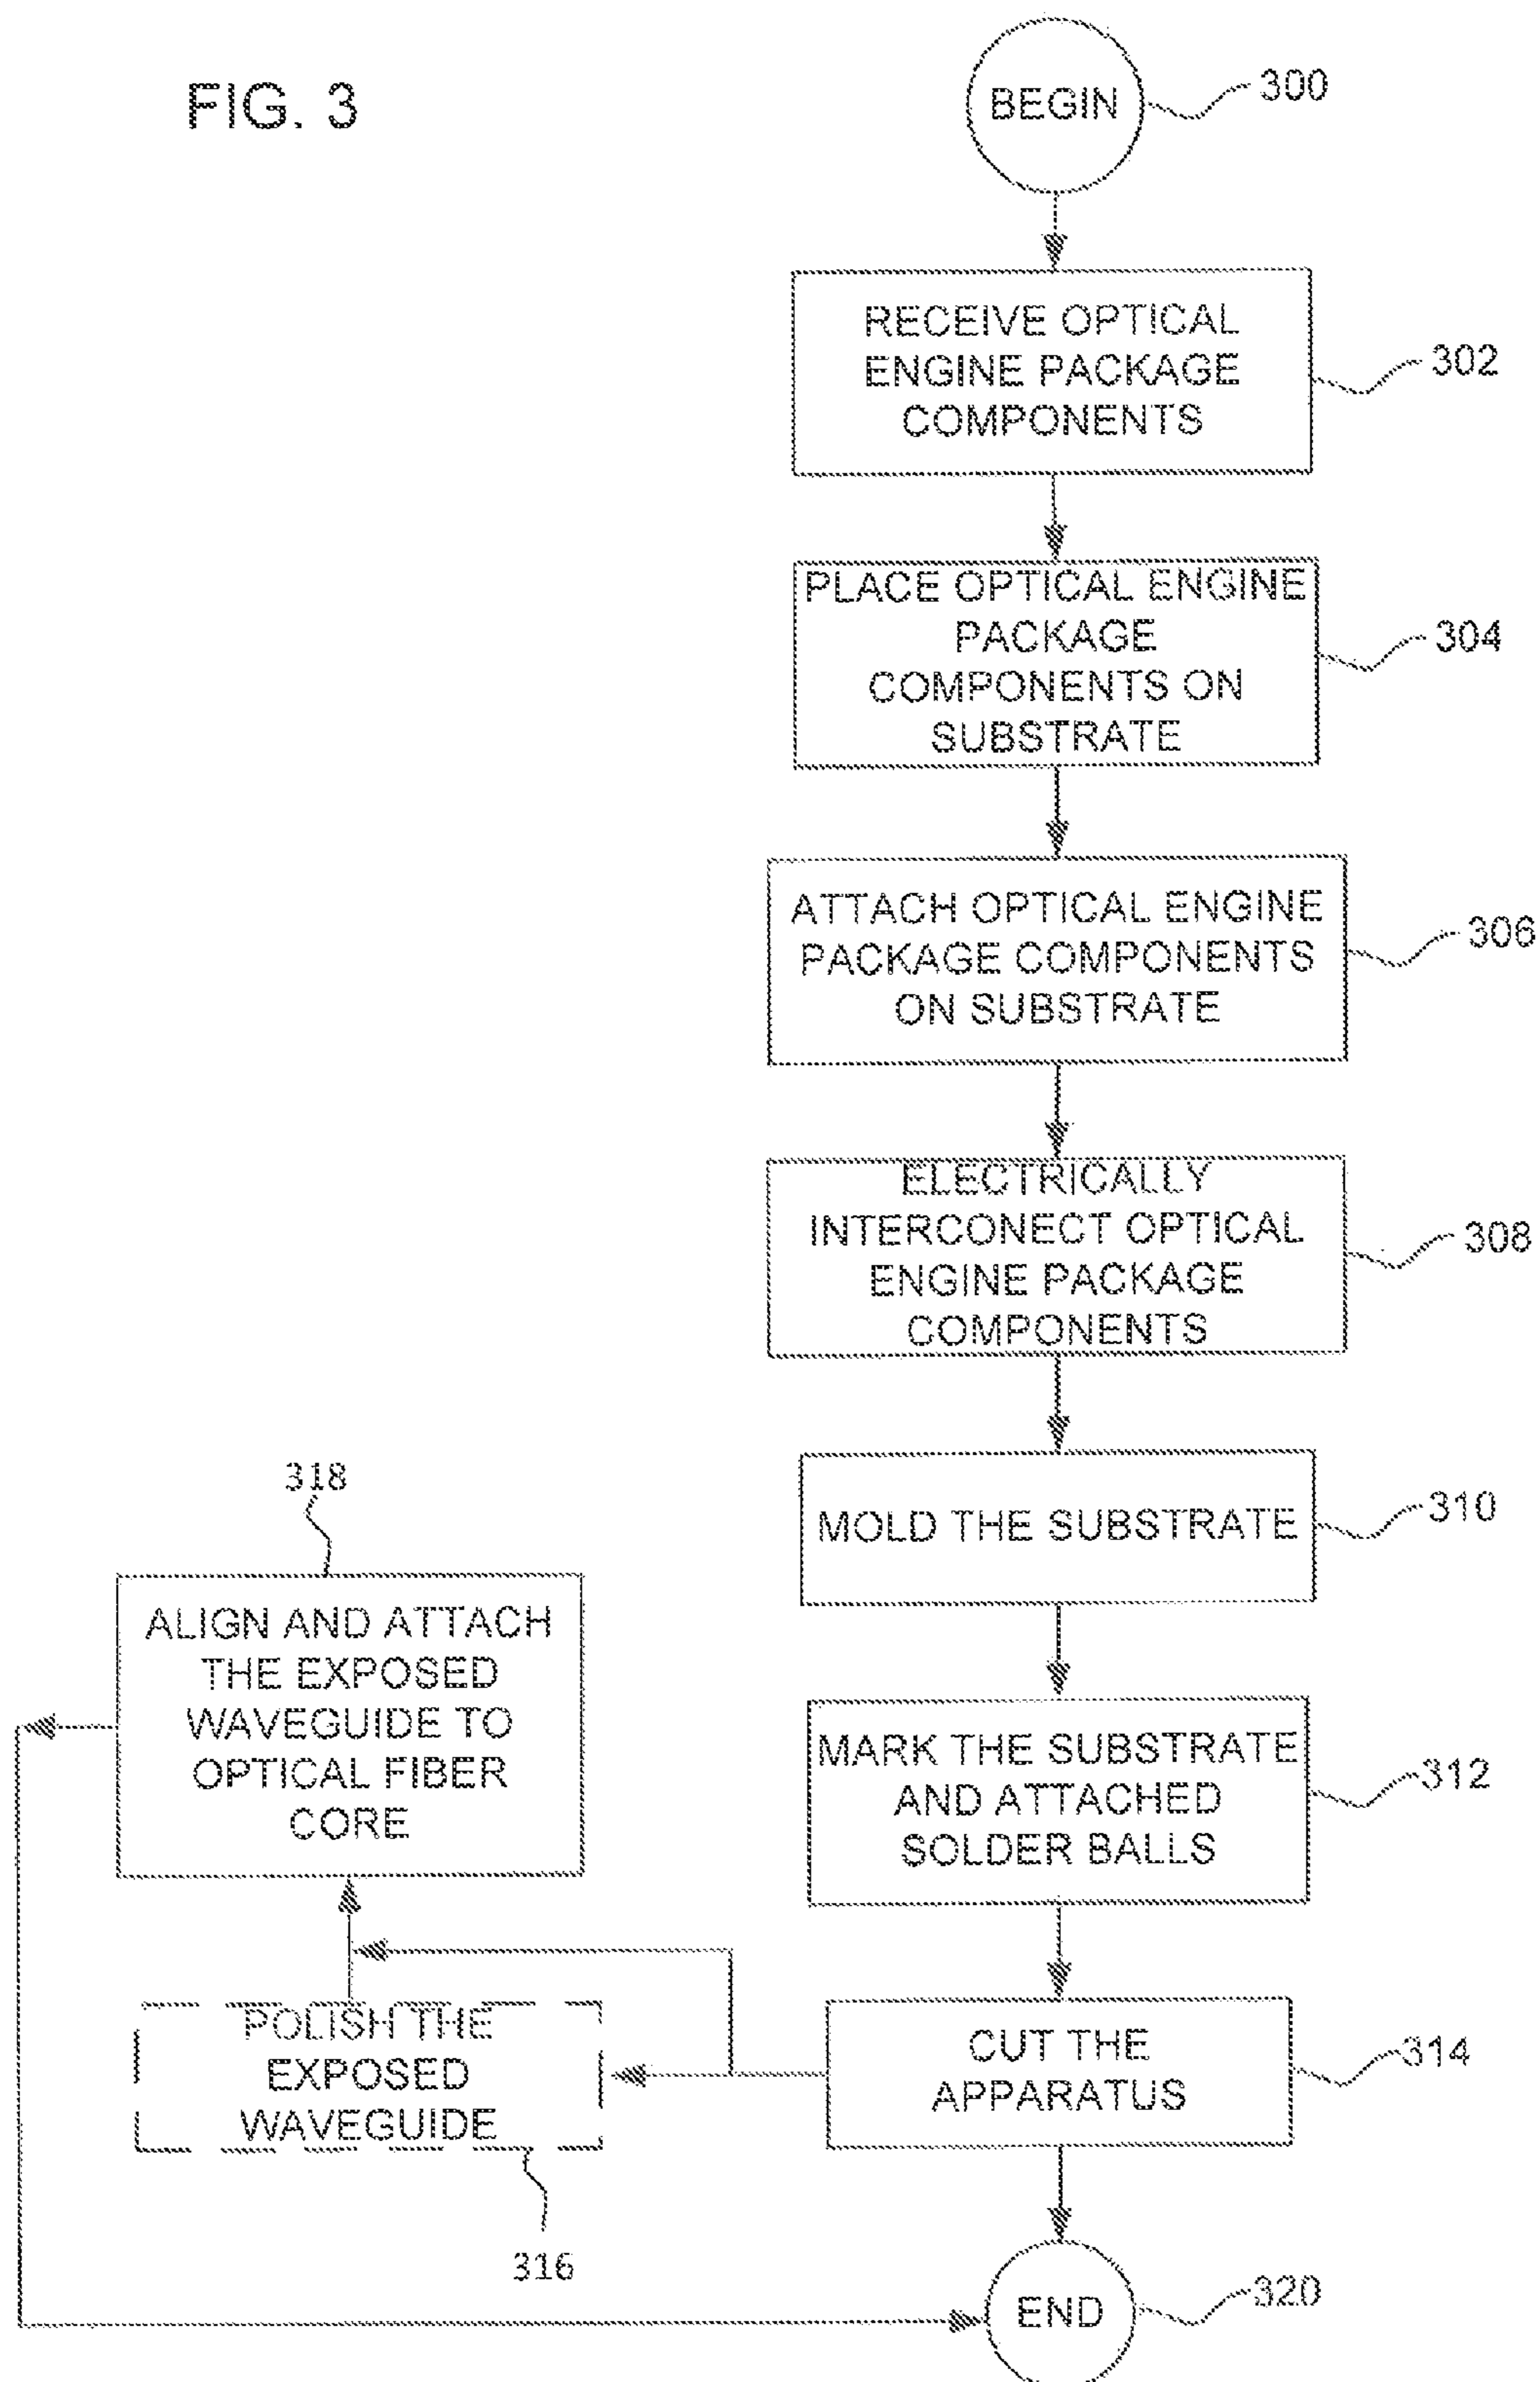 FIG. 3
BEGIN
300
RECEIVE OPTICAL
ENGINE PACKAGE
COMPONENTS
302
PLACE OPTICAL ENGINE
PACKAGE
COMPONENTS ON
SUBSTRATE
304
ATTACH OPTICAL ENGINE
PACKAGE COMPONENTS
ON SUBSTRATE
306
ELECTRICALLY
INTERCONECT OPTICAL
ENGINE PACKAGE
COMPONENTS
308
MOLD THE SUBSTRATE
310
MARK THE SUBSTRATE
AND ATTACHED
SOLDER BALLS
312
CUT THE
APPARATUS
314
POLISH THE
EXPOSED
WAVEGUIDE
316
318
ALIGN AND ATTACH
THE EXPOSED
WAVEGUIDE TO
OPTICAL FIBER
CORE
END
320